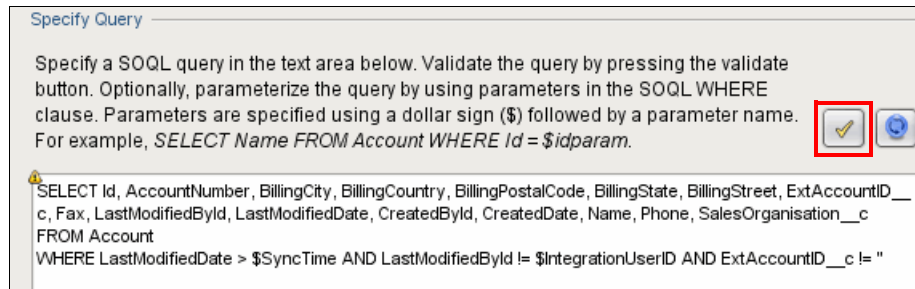 Specify Query
Specify a SOQL query in the text area below. Validate the query by pressing the validate
button. Optionally, parameterize the query by using parameters in the SOQL WHERE
clause. Parameters are specified using a dollar sign ($) followed by a parameter name.
For example, SELECT Name FROM Account WHERE Id = $idparam.
SELECT Id, AccountNumber, BillingCity, BillingCountry, BillingPostalCode, BillingState, BillingStreet, ExtAccountID__
c, Fax, LastModifiedById, LastModifiedDate, CreatedById, CreatedDate, Name, Phone, SalesOrganisation__c
FROM Account
WHERE LastModifiedDate > $SyncTime AND LastModifiedById != $IntegrationUserID AND ExtAccountID__c != ''